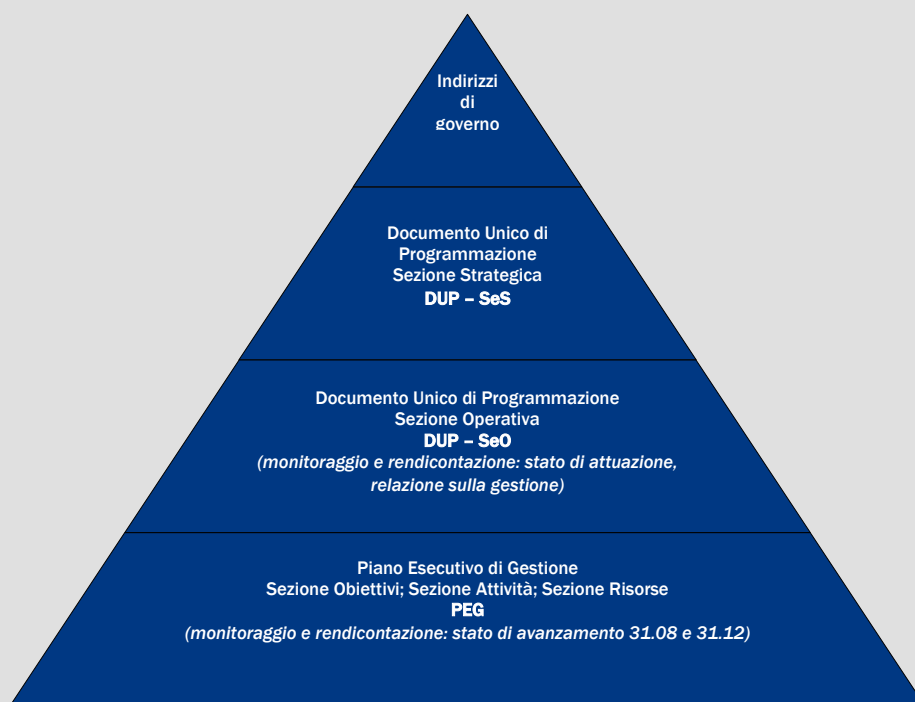 Indirizzi
di
governo
Documento Unico di
Programmazione
Sezione Strategica
DUP – SeS
Documento Unico di Programmazione
Sezione Operativa
DUP – SeO
(monitoraggio e rendicontazione: stato di attuazione,
relazione sulla gestione)
Piano Esecutivo di Gestione
Sezione Obiettivi; Sezione Attività; Sezione Risorse
PEG
(monitoraggio e rendicontazione: stato di avanzamento 31.08 e 31.12)